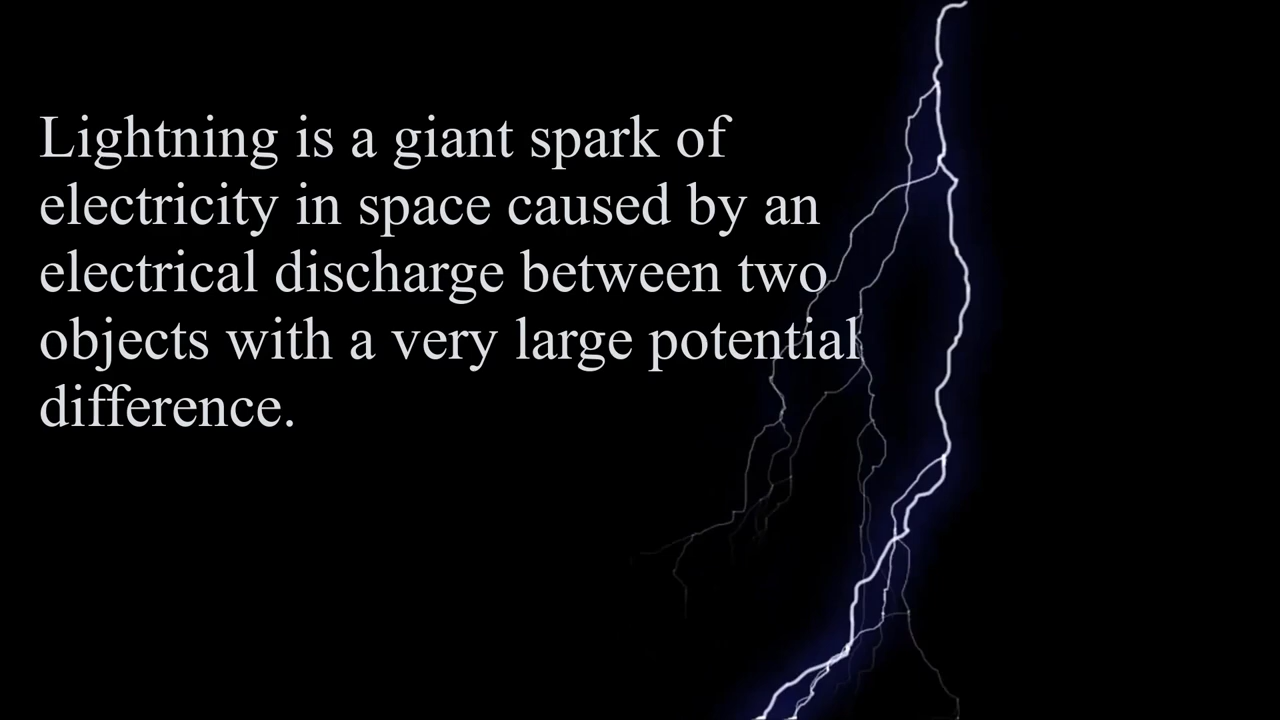 Lightning is a giant spark of
electricity in space caused by an
electrical discharge between two
objects with a very large potential
difference.